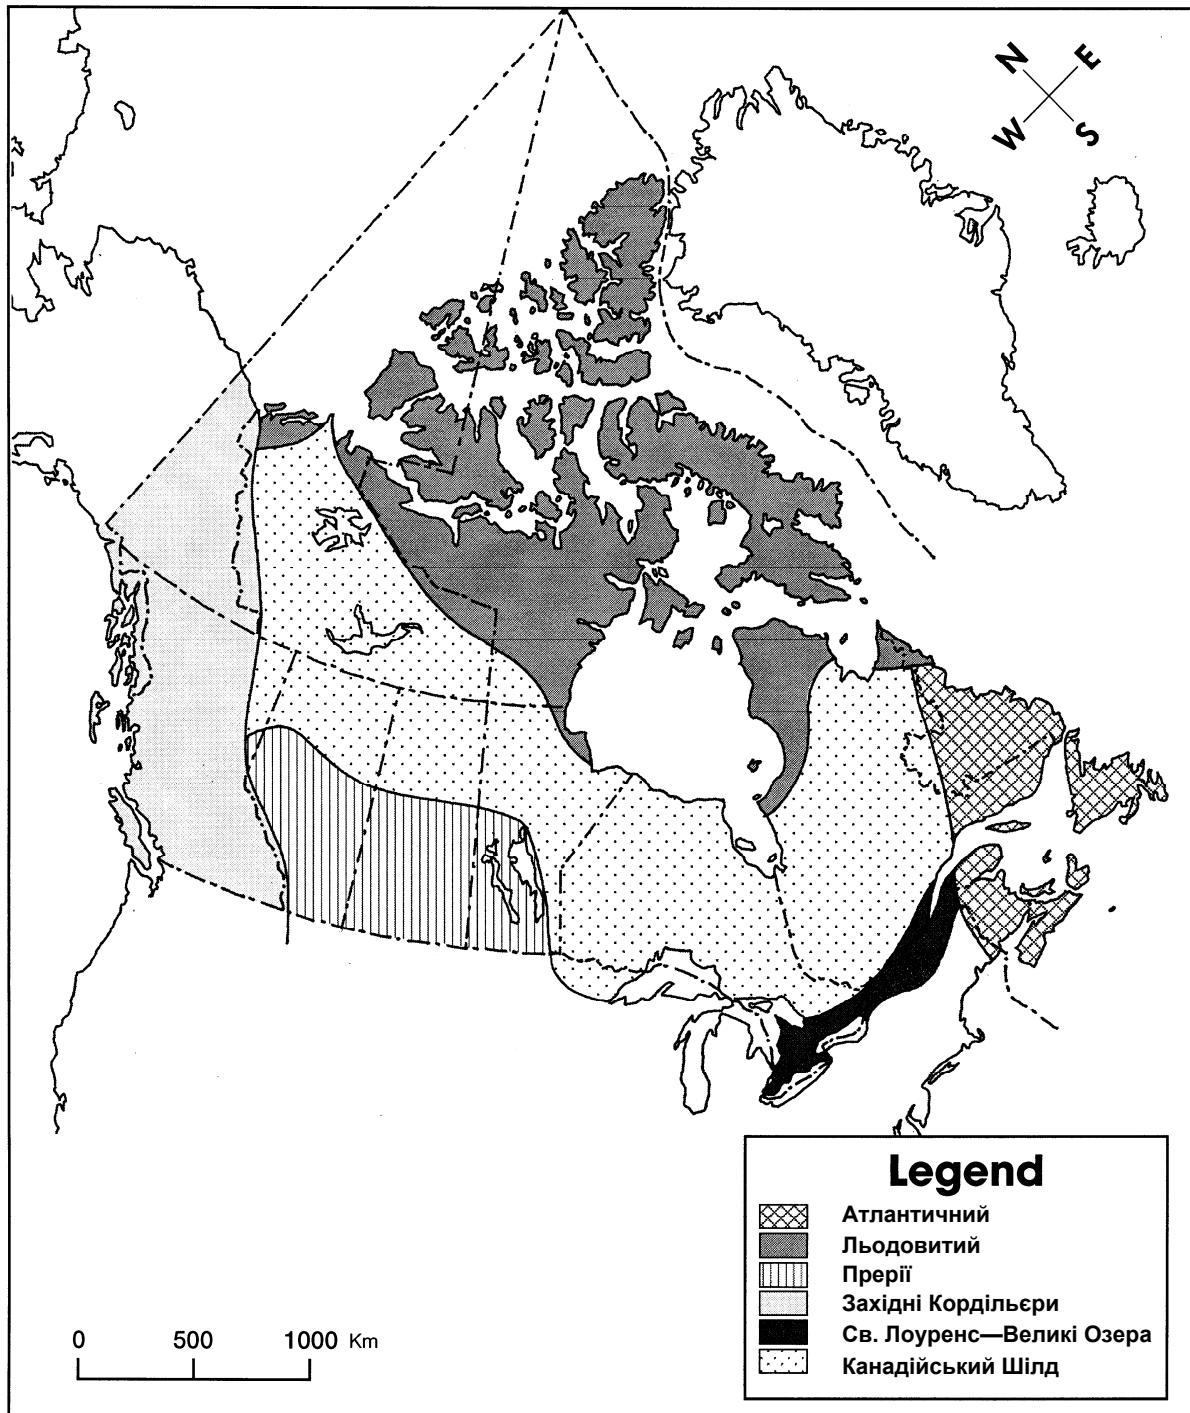 N E
W S
Legend
Атлантичний
Льодовитий
Прерії
Західні Кордільєри
Св. Лоуренс—Великі Озера
Канадійський Шілд
0 500 1000 Km